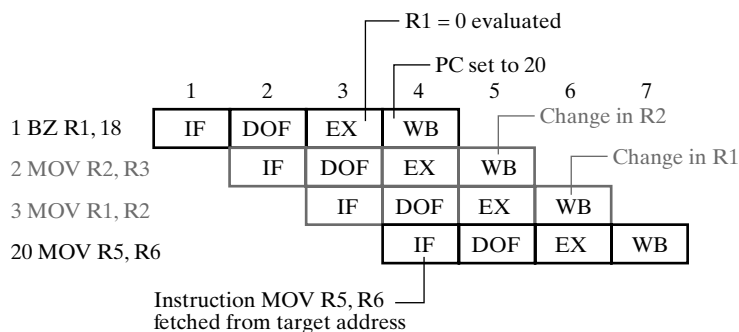 R1 = 0 evaluated
PC set to 20
1 2 3 4 5 6 7
Change in R2
1 BZ R1, 18 IF DOF EX WB
Change in R1
2 MOV R2, R3 IF DOF EX WB
3 MOV R1, R2 IF DOF EX WB
20 MOV R5, R6 IF DOF EX WB
Instruction MOV R5, R6
fetched from target address